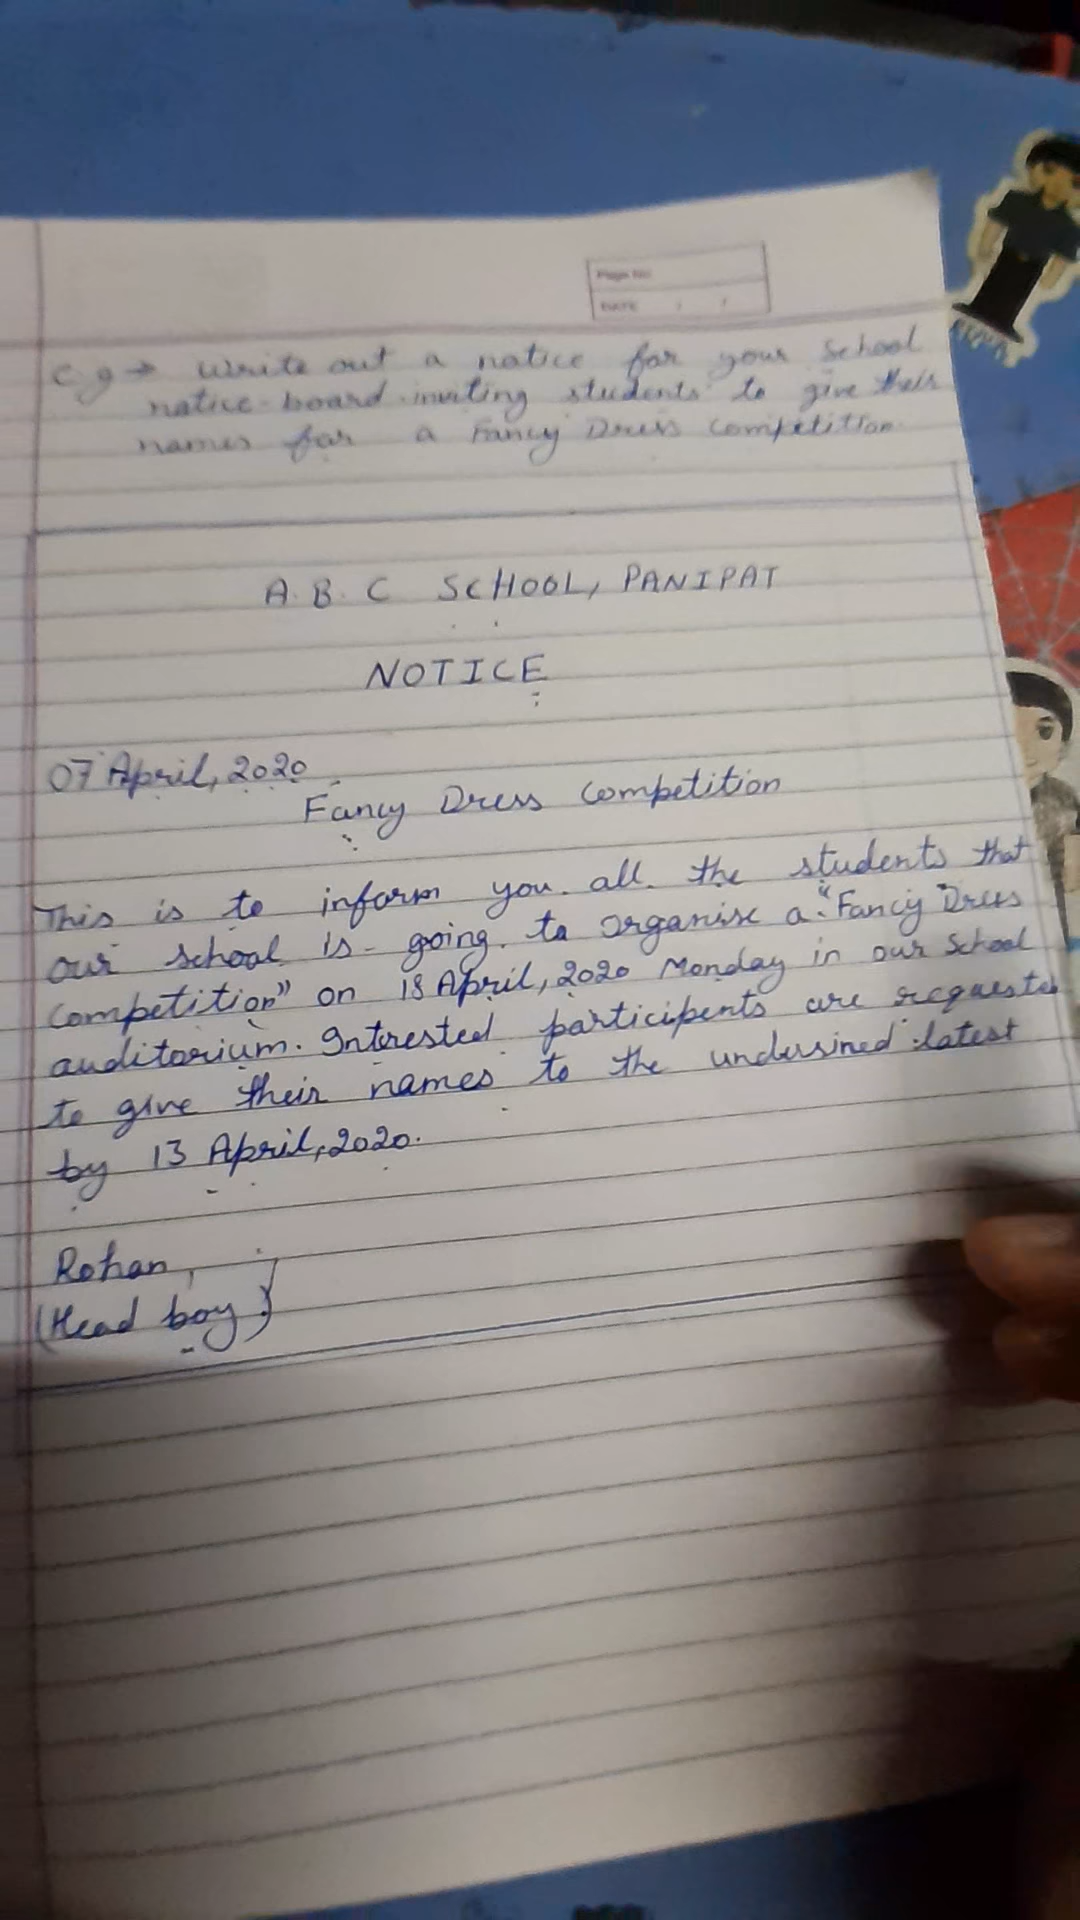 Page No.
DATE / /
e.g → Write out a notice for your school
notice-board inviting students to give their
names for a Fancy Dress Competition.
A.B.C SCHOOL, PANIPAT
NOTICE
07 April, 2020
Fancy Dress Competition
This is to inform you all the students that
our school is going to organise a "Fancy Dress
Competition" on 18 April, 2020 Monday in our School
auditorium. Interested participents are requested
to give their names to the undersined latest
by 13 April, 2020.
Rohan,
(Head boy)